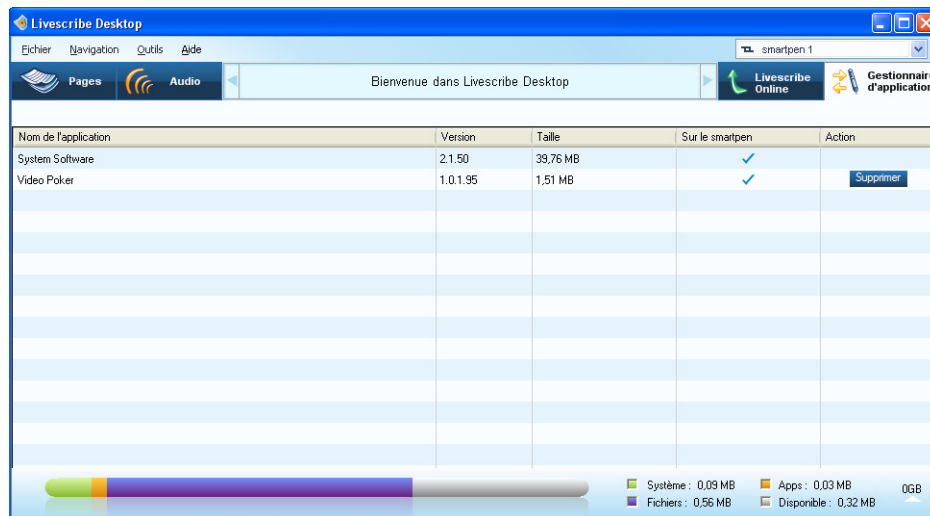 Livescribe Desktop
Fichier Navigation Outils Aide smartpen 1
Pages Audio Bienvenue dans Livescribe Desktop Livescribe Online Gestionnaire d'application
Nom de l'application Version Taille Sur le smartpen Action
System Software 2.1.50 39,76 MB
Video Poker 1.0.1.95 1,51 MB Supprimer
Système : 0,09 MB Apps : 0,03 MB 0GB
Fichiers : 0,56 MB Disponible : 0,32 MB